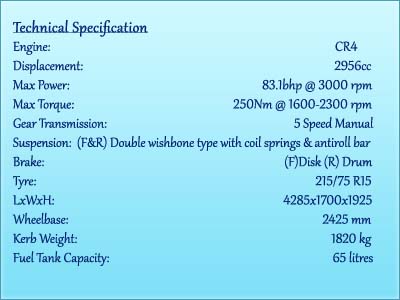 Technical Specification
Engine: CR4
Displacement: 2956cc
Max Power: 83.1bhp @ 3000 rpm
Max Torque: 250Nm @ 1600-2300 rpm
Gear Transmission: 5 Speed Manual
Suspension: (F&R) Double wishbone type with coil springs & antiroll bar
Brake: (F)Disk (R) Drum
Tyre: 215/75 R15
LxWxH: 4285x1700x1925
Wheelbase: 2425 mm
Kerb Weight: 1820 kg
Fuel Tank Capacity: 65 litres